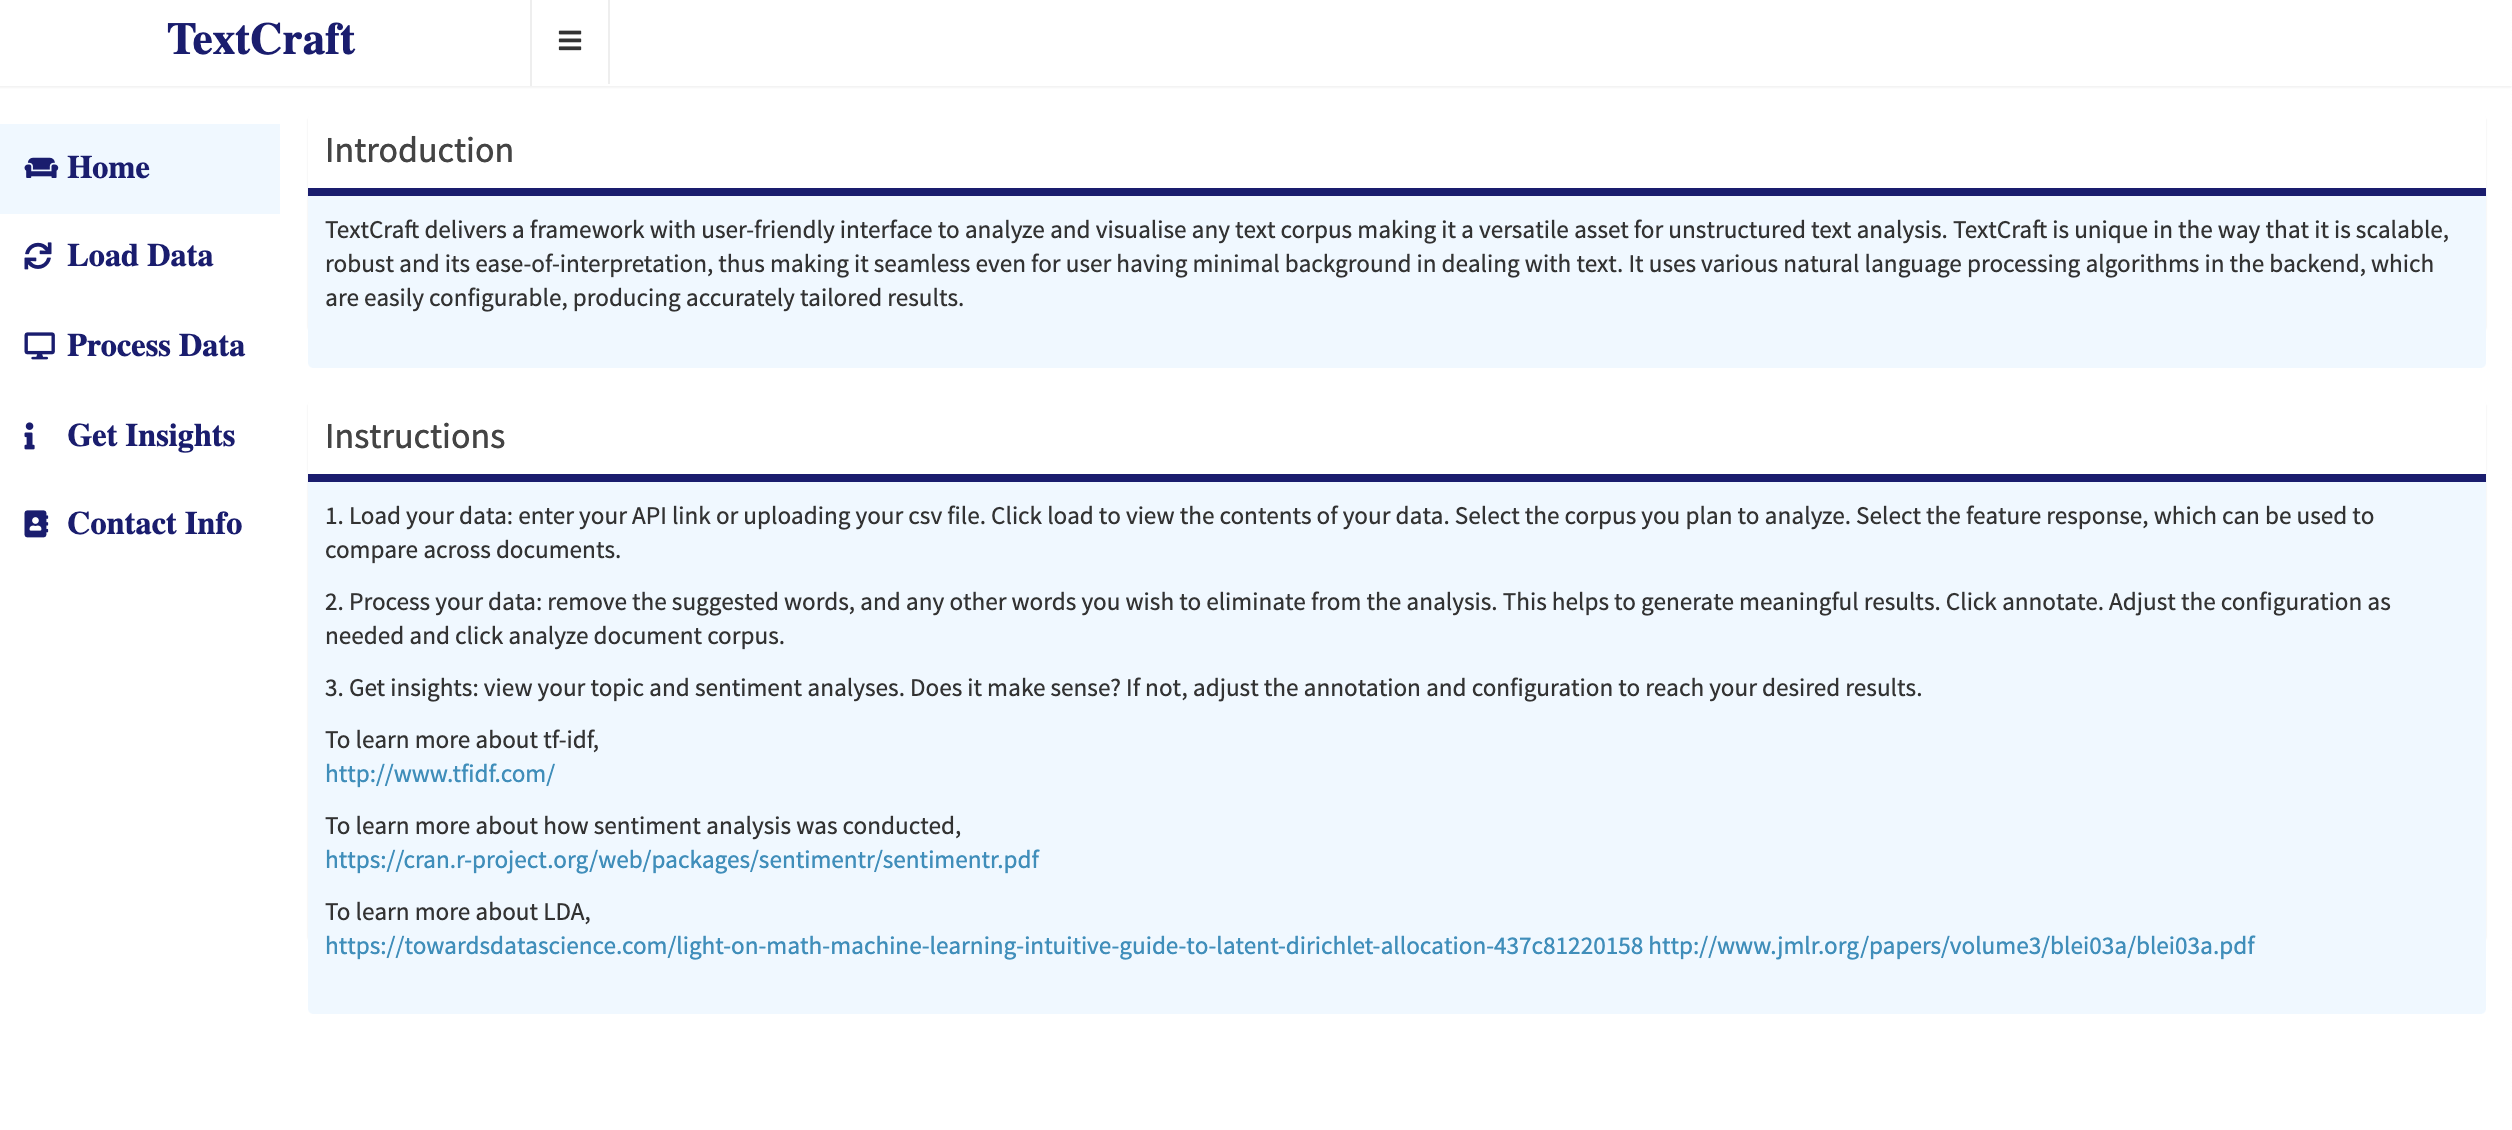 TextCraft
Home
Load Data
Process Data
Get Insights
Contact Info
Introduction
TextCraft delivers a framework with user-friendly interface to analyze and visualise any text corpus making it a versatile asset for unstructured text analysis. TextCraft is unique in the way that it is scalable,
robust and its ease-of-interpretation, thus making it seamless even for user having minimal background in dealing with text. It uses various natural language processing algorithms in the backend, which
are easily configurable, producing accurately tailored results.
Instructions
1. Load your data: enter your API link or uploading your csv file. Click load to view the contents of your data. Select the corpus you plan to analyze. Select the feature response, which can be used to
compare across documents.
2. Process your data: remove the suggested words, and any other words you wish to eliminate from the analysis. This helps to generate meaningful results. Click annotate. Adjust the configuration as
needed and click analyze document corpus.
3. Get insights: view your topic and sentiment analyses. Does it make sense? If not, adjust the annotation and configuration to reach your desired results.
To learn more about tf-idf,
http://www.tfidf.com/
To learn more about how sentiment analysis was conducted,
https://cran.r-project.org/web/packages/sentimentr/sentimentr.pdf
To learn more about LDA,
https://towardsdatascience.com/light-on-math-machine-learning-intuitive-guide-to-latent-dirichlet-allocation-437c81220158 http://www.jmlr.org/papers/volume3/blei03a/blei03a.pdf